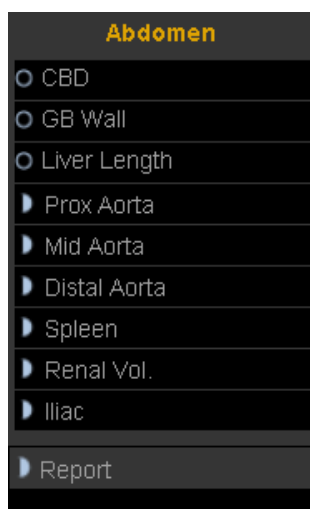 Abdomen
CBD
GB Wall
Liver Length
Prox Aorta
Mid Aorta
Distal Aorta
Spleen
Renal Vol.
Iliac
Report